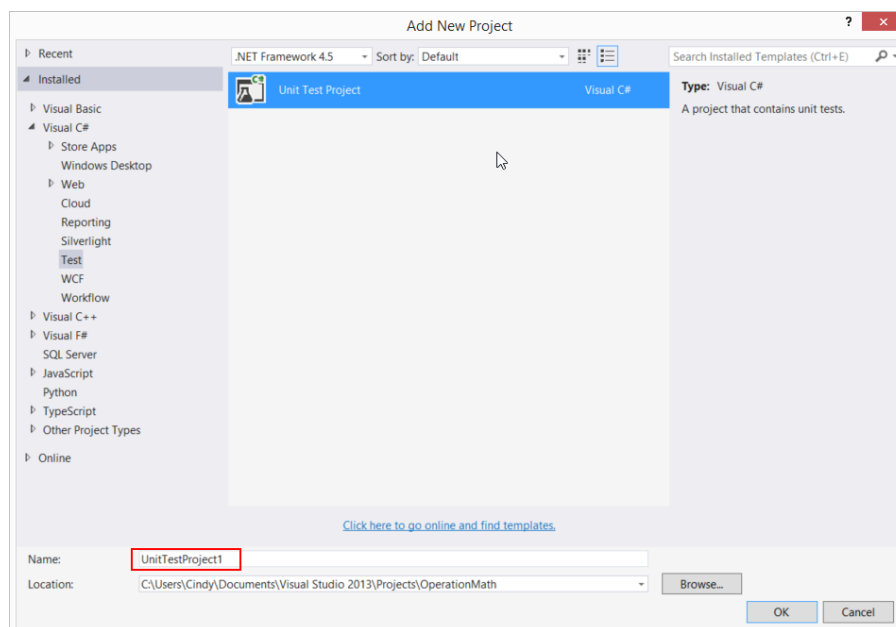 Add New Project
?
Recent
.NET Framework 4.5
Sort by: Default
Search Installed Templates (Ctrl+E)
Installed
C#
Unit Test Project
Visual C#
Type: Visual C#
A project that contains unit tests.
Visual Basic
Visual C#
Store Apps
Windows Desktop
Web
Cloud
Reporting
Silverlight
Test
WCF
Workflow
Visual C++
Visual F#
SQL Server
JavaScript
Python
TypeScript
Other Project Types
Online
Click here to go online and find templates.
Name: UnitTestProject1
Location: C:\Users\Cindy\Documents\Visual Studio 2013\Projects\OperationMath
Browse...
OK
Cancel